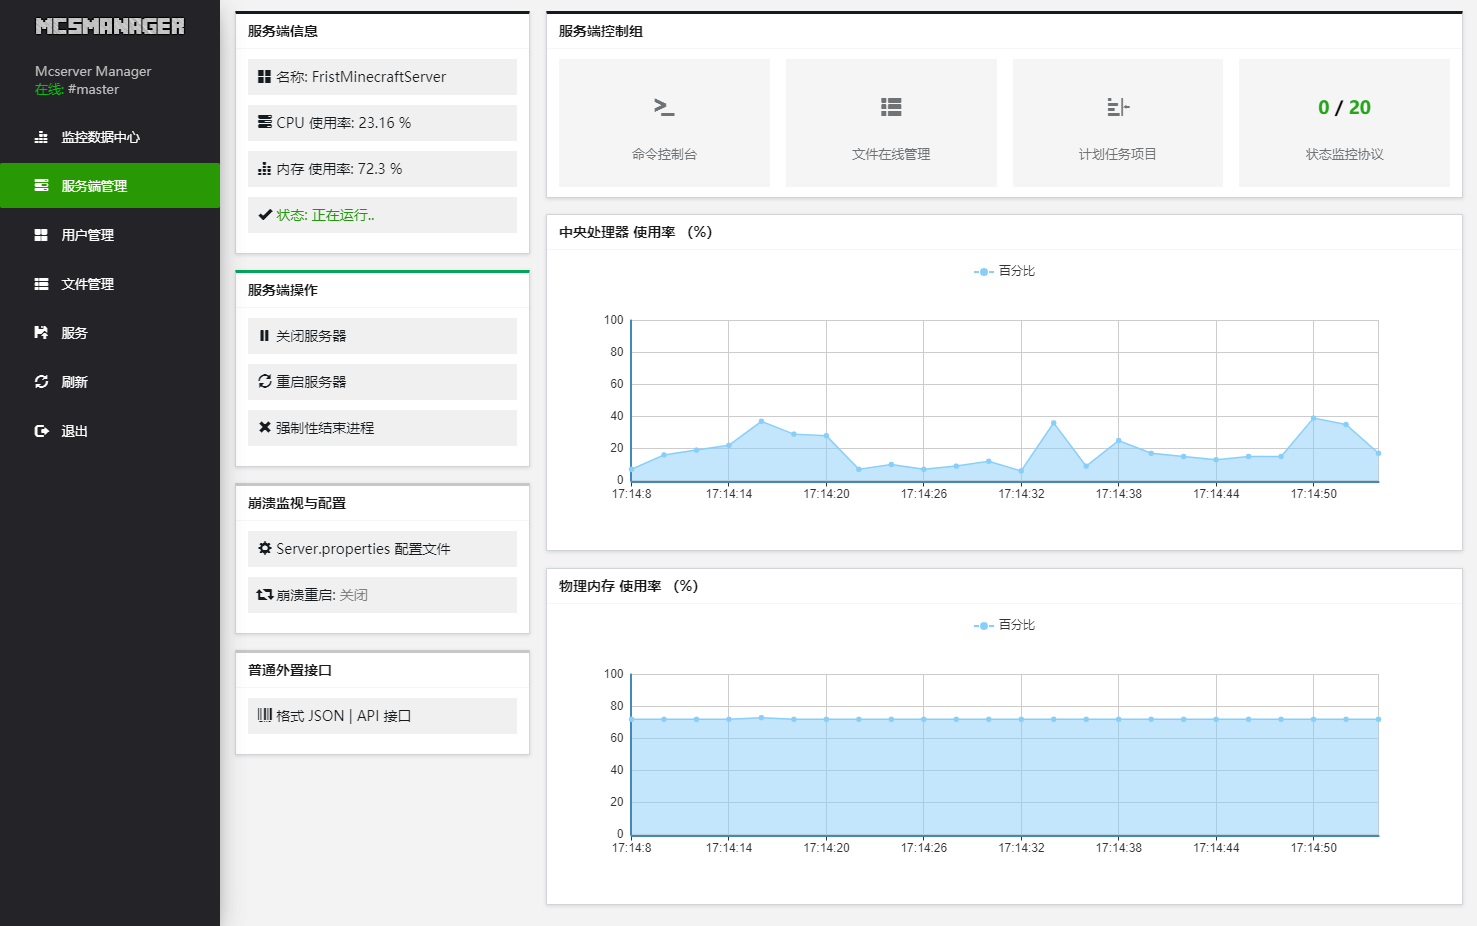 MCSMANAGER
Mcserver Manager
在线: #master
监控数据中心
服务端管理
用户管理
文件管理
服务
刷新
退出
服务端信息
名称: FristMinecraftServer
CPU 使用率: 23.16 %
内存 使用率: 72.3 %
状态: 正在运行..
服务端操作
关闭服务器
重启服务器
强制性结束进程
崩溃监视与配置
Server.properties 配置文件
崩溃重启: 关闭
普通外置接口
格式 JSON | API 接口
服务端控制组
命令控制台
文件在线管理
计划任务项目
0 / 20
状态监控协议
中央处理器 使用率 （%）
百分比
100
80
60
40
20
0
17:14:8 17:14:14 17:14:20 17:14:26 17:14:32 17:14:38 17:14:44 17:14:50
物理内存 使用率 （%）
百分比
100
80
60
40
20
0
17:14:8 17:14:14 17:14:20 17:14:26 17:14:32 17:14:38 17:14:44 17:14:50